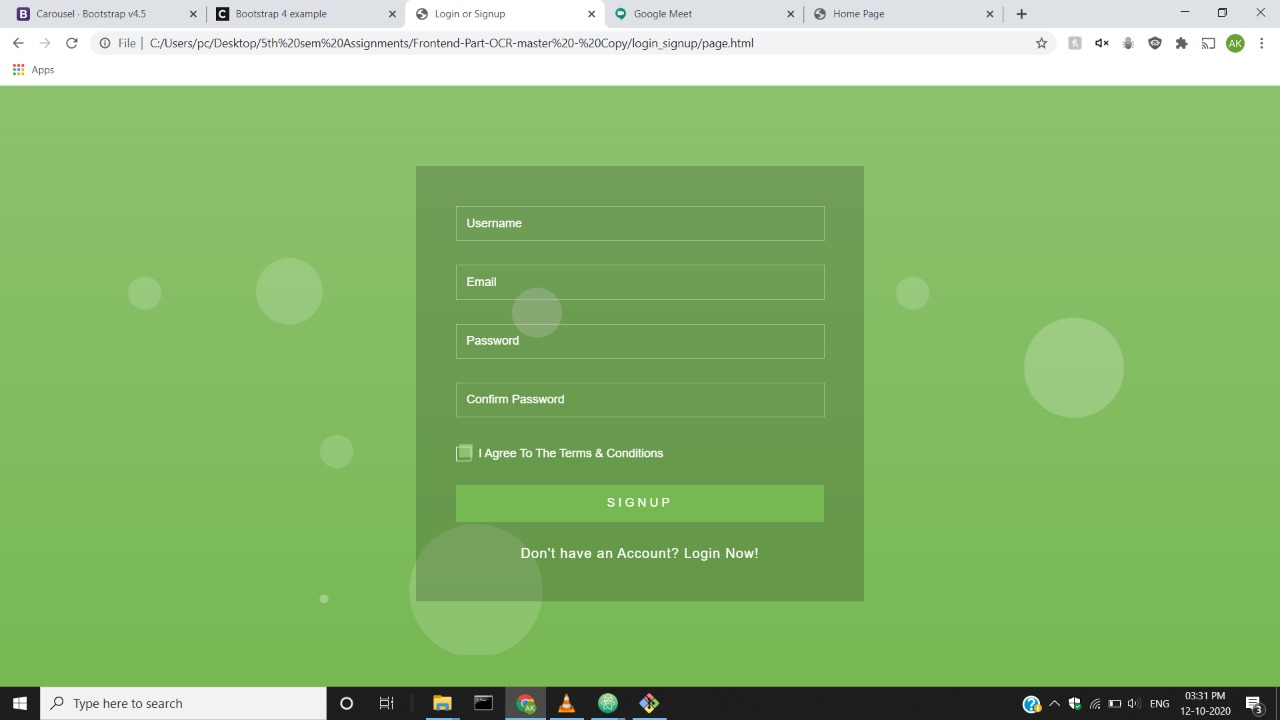 Carousel · Bootstrap v4.5
Bootstrap 4 example
Login or Signup
Google Meet
Home Page
File | C:/Users/pc/Desktop/5th%20sem%20Assignments/Frontend-Part-OCR-master%20-%20Copy/login_signup/page.html
AK
Apps
Username
Email
Password
Confirm Password
I Agree To The Terms & Conditions
SIGNUP
Don't have an Account? Login Now!
Type here to search
ENG
03:31 PM
12-10-2020
3